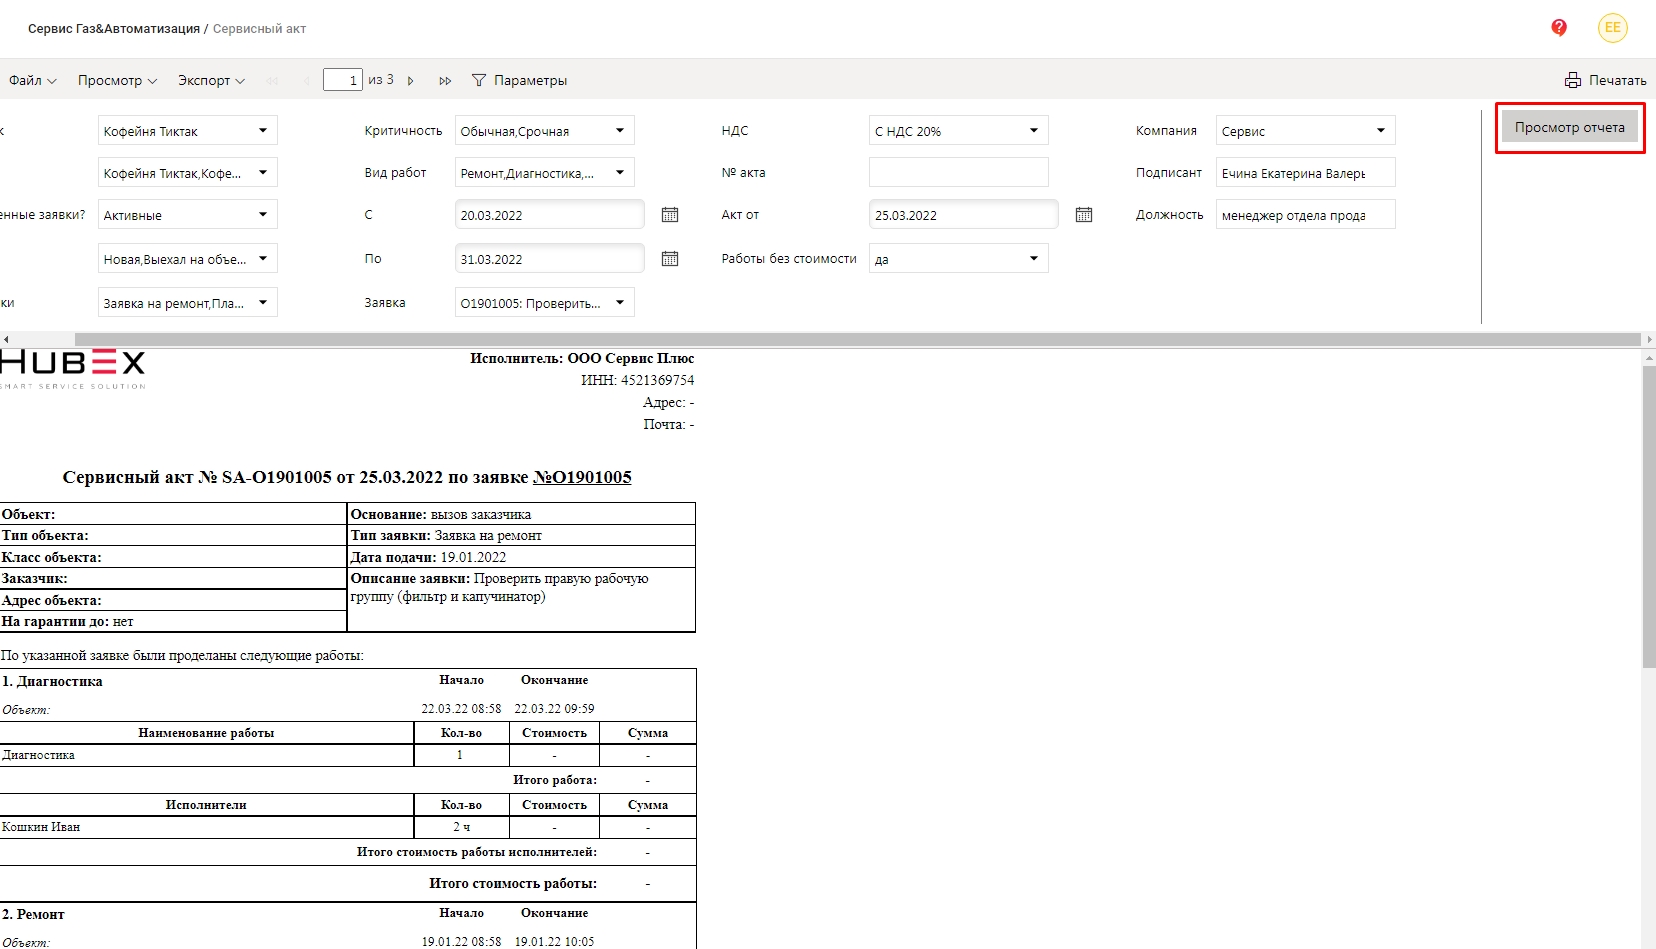 Сервис Газ&Автоматизация / Сервисный акт
? EE
Файл Просмотр Экспорт 1 из 3 Параметры Печатать
к Кофейня Тиктак Критичность Обычная,Срочная НДС С НДС 20% Компания Сервис Просмотр отчета
Кофейня Тиктак,Кофе... Вид работ Ремонт,Диагностика,... № акта Подписант Ечина Екатерина Валерь
енные заявки? Активные С 20.03.2022 Акт от 25.03.2022 Должность менеджер отдела прода
Новая,Выехал на объе... По 31.03.2022 Работы без стоимости да
ки Заявка на ремонт,Пла... Заявка O1901005: Проверить...
HUBEX
SMART SERVICE SOLUTION
Исполнитель: ООО Сервис Плюс
ИНН: 4521369754
Адрес: -
Почта: -
Сервисный акт № SA-O1901005 от 25.03.2022 по заявке №O1901005
Объект: Основание: вызов заказчика
Тип объекта: Тип заявки: Заявка на ремонт
Класс объекта: Дата подачи: 19.01.2022
Заказчик: Описание заявки: Проверить правую рабочую
группу (фильтр и капучинатор)
Адрес объекта:
На гарантии до: нет
По указанной заявке были проделаны следующие работы:
1. Диагностика Начало Окончание
Объект: 22.03.22 08:58 22.03.22 09:59
Наименование работы Кол-во Стоимость Сумма
Диагностика 1 - -
Итого работа: -
Исполнители Кол-во Стоимость Сумма
Кошкин Иван 2 ч - -
Итого стоимость работы исполнителей: -
Итого стоимость работы: -
2. Ремонт Начало Окончание
Объект: 19.01.22 08:58 19.01.22 10:05